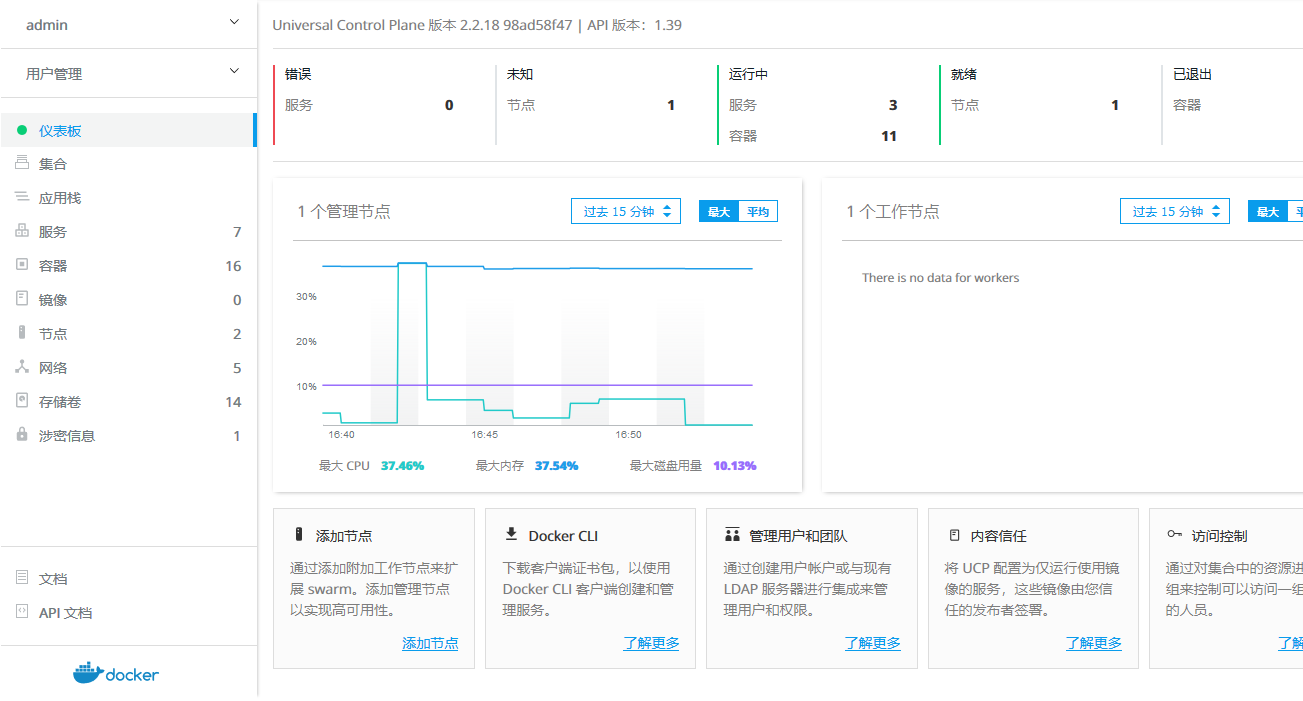 admin
用户管理
仪表板
集合
应用栈
服务 7
容器 16
镜像 0
节点 2
网络 5
存储卷 14
涉密信息 1
文档
API 文档
docker
Universal Control Plane 版本 2.2.18 98ad58f47 | API 版本：1.39
错误
服务 0
未知
节点 1
运行中
服务 3
容器 11
就绪
节点 1
已退出
容器
1 个管理节点
过去 15 分钟
最大 平均
30%
20%
10%
16:40 16:45 16:50
最大 CPU 37.46% 最大内存 37.54% 最大磁盘用量 10.13%
1 个工作节点
过去 15 分钟
最大
There is no data for workers
添加节点
通过添加附加工作节点来扩
展 swarm。添加管理节点
以实现高可用性。
添加节点
Docker CLI
下载客户端证书包，以使用
Docker CLI 客户端创建和管
理服务。
了解更多
管理用户和团队
通过创建用户帐户或与现有
LDAP 服务器进行集成来管
理用户和权限。
了解更多
内容信任
将 UCP 配置为仅运行使用镜
像的服务，这些镜像由您信
任的发布者签署。
了解更多
访问控制
通过对集合中的资源进
组来控制可以访问一组
的人员。
了解